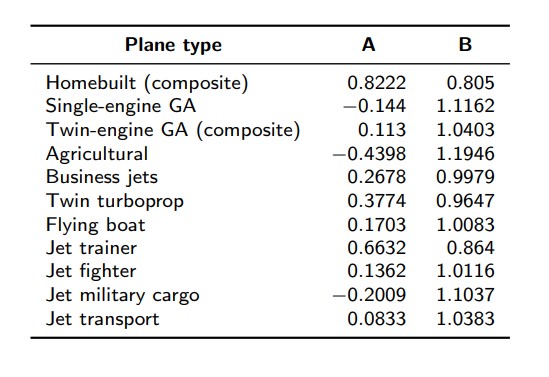 Plane type A B
Homebuilt (composite) 0.8222 0.805
Single-engine GA −0.144 1.1162
Twin-engine GA (composite) 0.113 1.0403
Agricultural −0.4398 1.1946
Business jets 0.2678 0.9979
Twin turboprop 0.3774 0.9647
Flying boat 0.1703 1.0083
Jet trainer 0.6632 0.864
Jet fighter 0.1362 1.0116
Jet military cargo −0.2009 1.1037
Jet transport 0.0833 1.0383